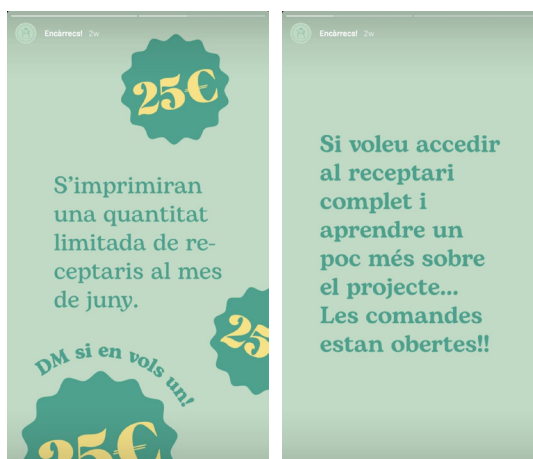 Encàrrecs! 2w
25€
S'imprimiran
una quantitat
limitada de re-
ceptaris al mes
de juny.
25
DM si en vols un!
25€
Encàrrecs! 2w
Si voleu accedir
al receptari
complet i
aprendre un
poc més sobre
el projecte...
Les comandes
estan obertes!!